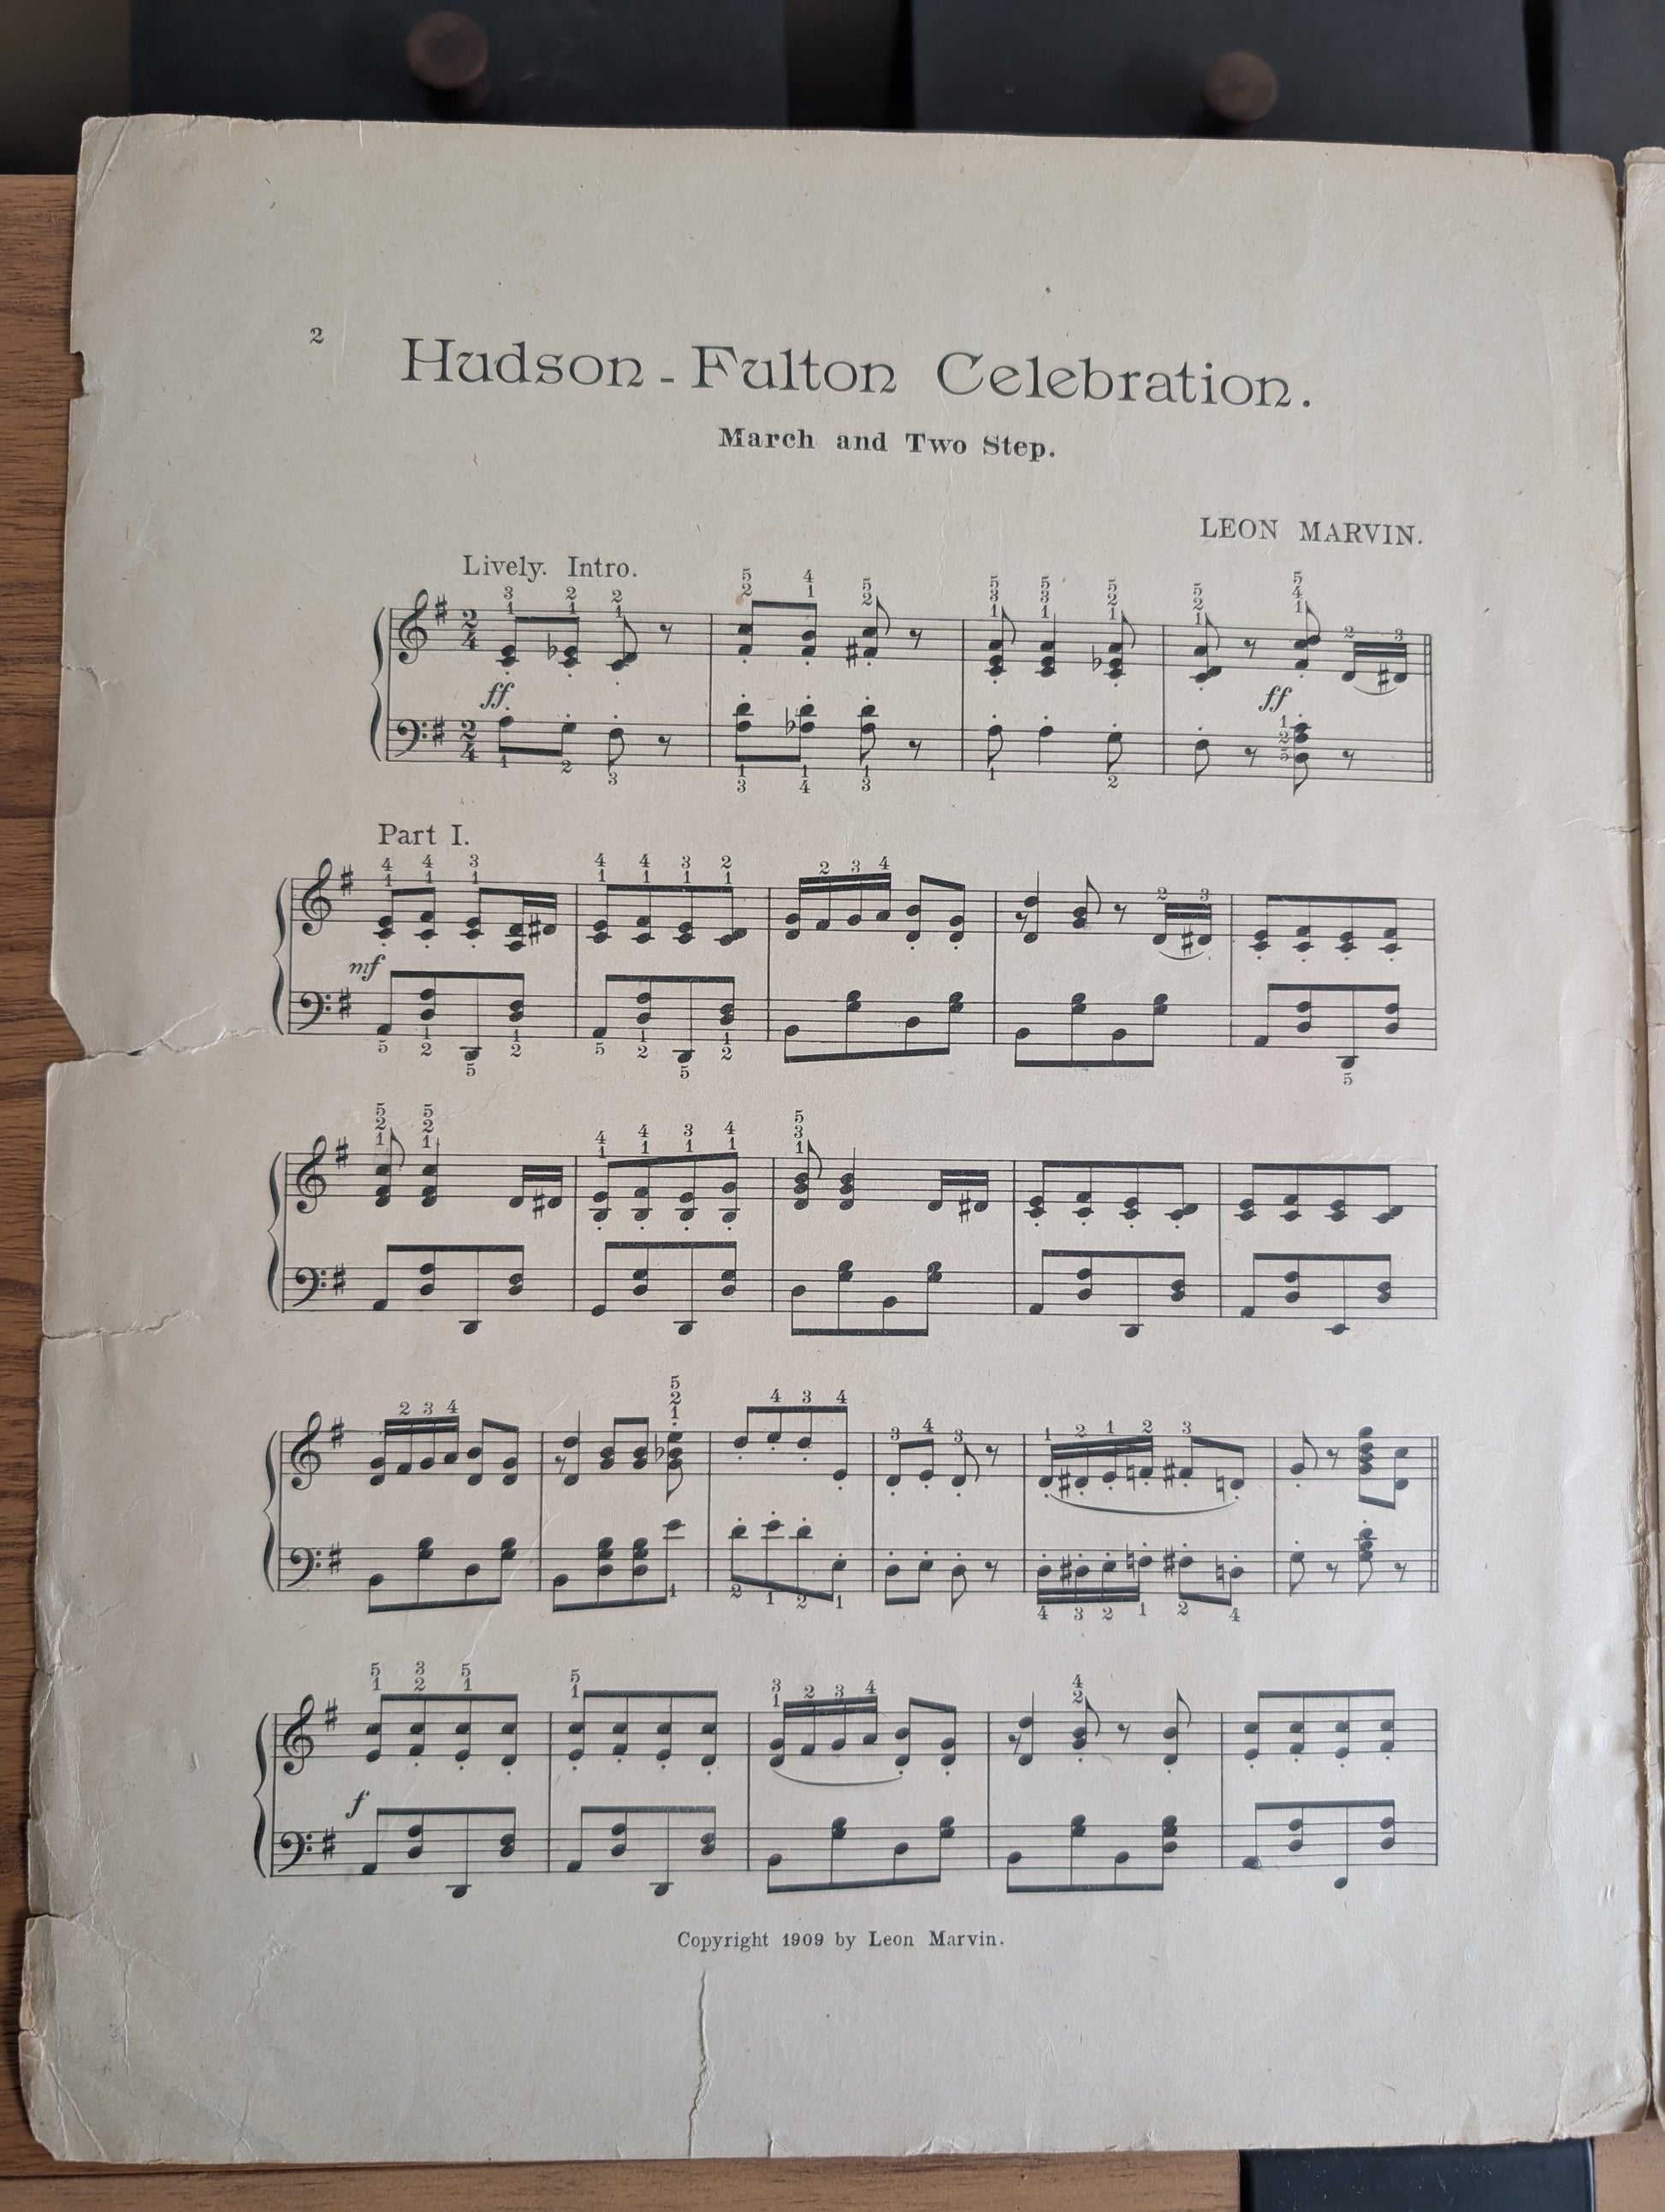 2
Hudson-Fulton Celebration.
March and Two Step.
LEON MARVIN.
Lively. Intro.
ff
ff
Part I.
mf
f
Copyright 1909 by Leon Marvin.